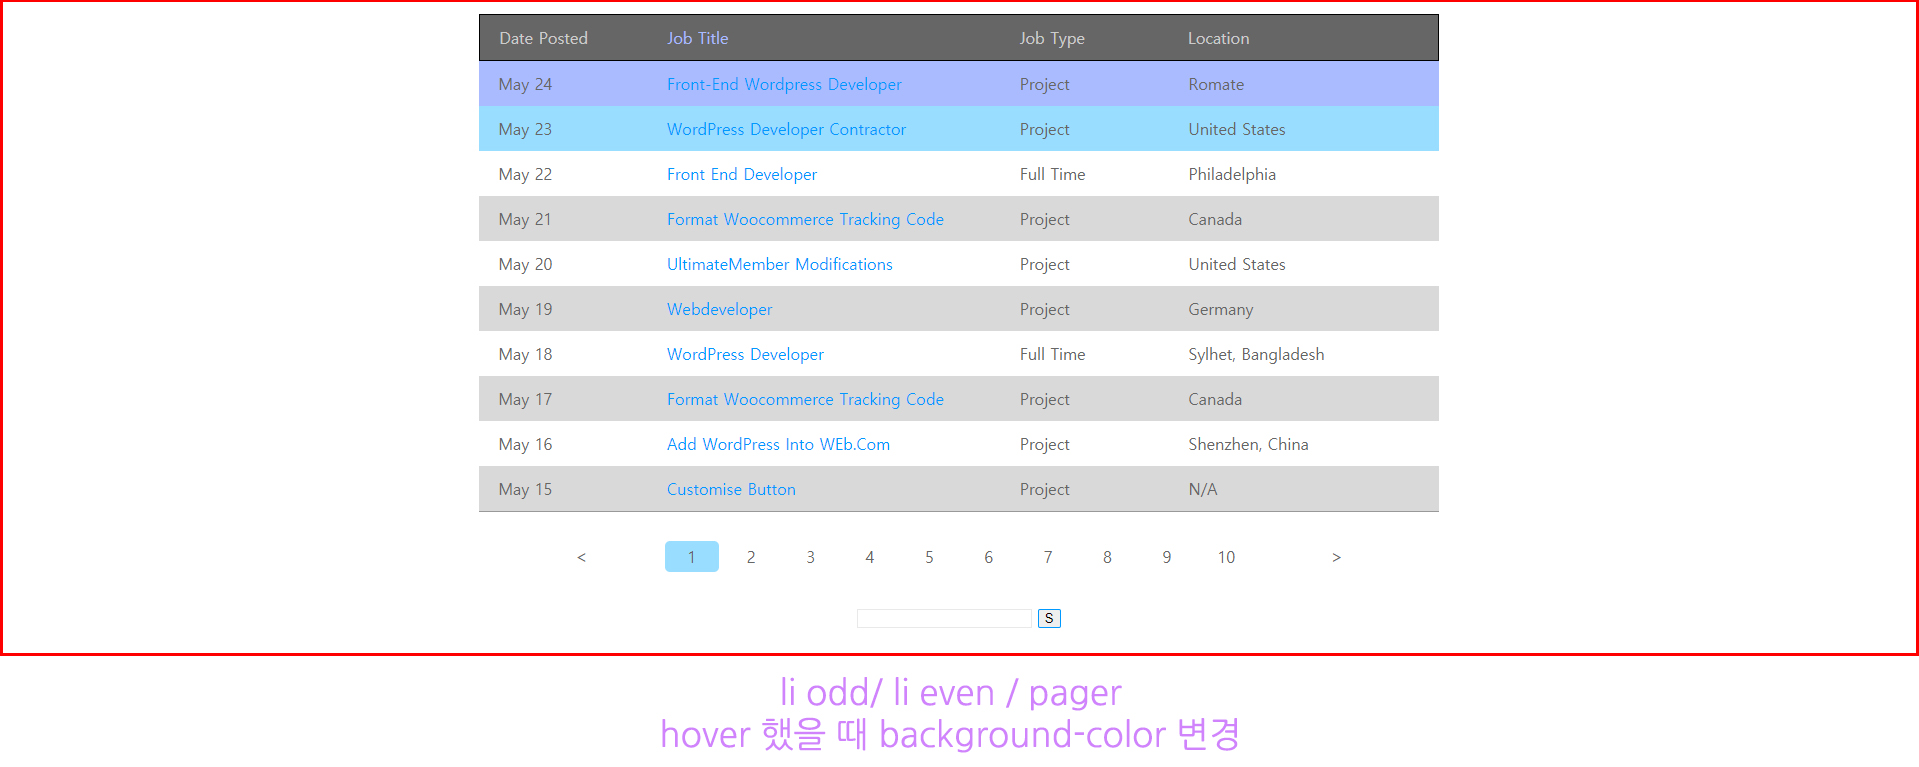 Date Posted Job Title Job Type Location
May 24 Front-End Wordpress Developer Project Romate
May 23 WordPress Developer Contractor Project United States
May 22 Front End Developer Full Time Philadelphia
May 21 Format Woocommerce Tracking Code Project Canada
May 20 UltimateMember Modifications Project United States
May 19 Webdeveloper Project Germany
May 18 WordPress Developer Full Time Sylhet, Bangladesh
May 17 Format Woocommerce Tracking Code Project Canada
May 16 Add WordPress Into WEb.Com Project Shenzhen, China
May 15 Customise Button Project N/A
< 1 2 3 4 5 6 7 8 9 10 >
S
li odd/ li even / pager
hover 했을 때 background-color 변경